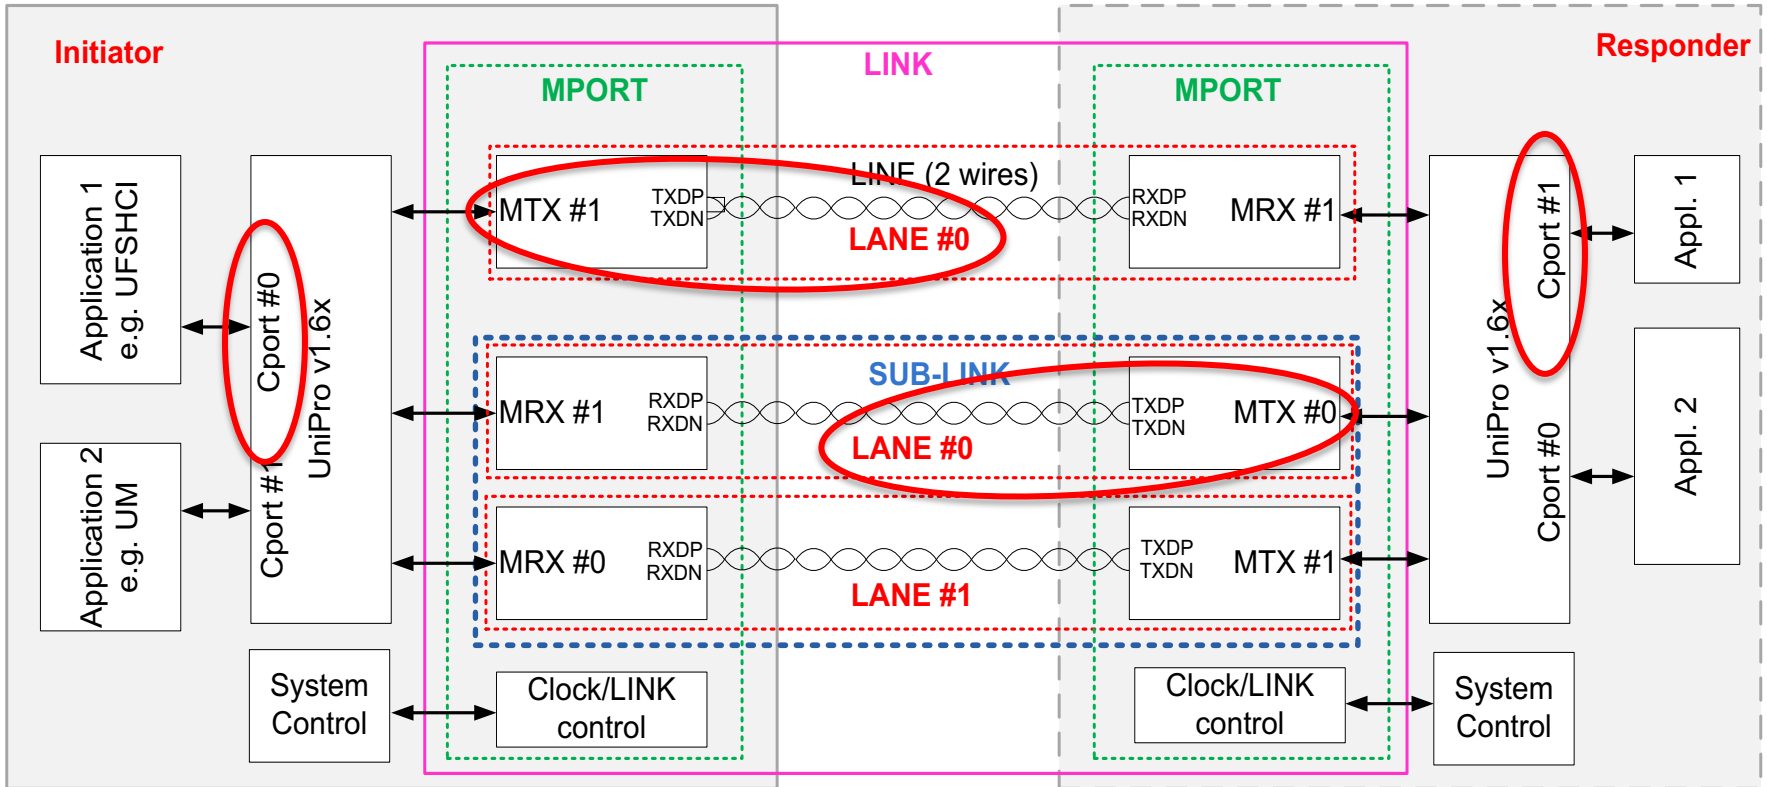 Initiator
Responder
LINK
MPORT
MPORT
Application 1
e.g. UFSHCI
Application 2
e.g. UM
Cport #0
Cport #1
UniPro v1.6x
System
Control
MTX #1
TXDP
TXDN
LINE (2 wires)
LANE #0
RXDP
RXDN
MRX #1
SUB-LINK
MRX #1
RXDP
RXDN
LANE #0
TXDP
TXDN
MTX #0
MRX #0
RXDP
RXDN
LANE #1
TXDP
TXDN
MTX #1
Clock/LINK
control
Clock/LINK
control
UniPro v1.6x
Cport #1
Cport #0
Appl. 1
Appl. 2
System
Control